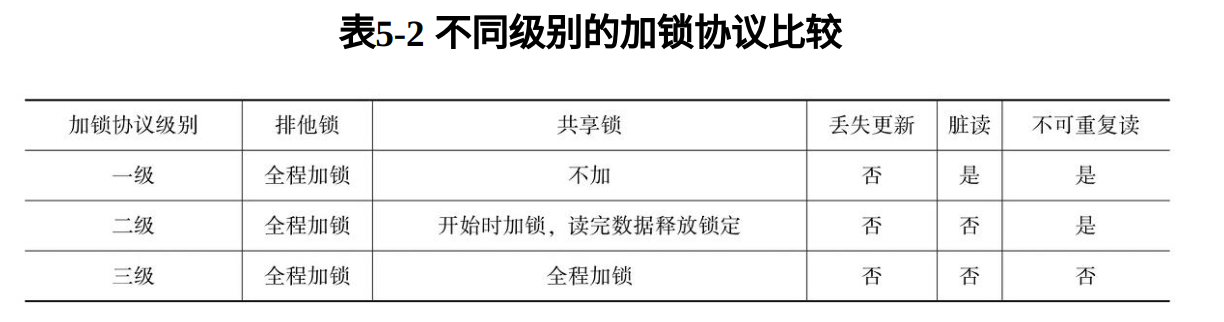 表5-2 不同级别的加锁协议比较
加锁协议级别 排他锁 共享锁 丢失更新 脏读 不可重复读
一级 全程加锁 不加 否 是 是
二级 全程加锁 开始时加锁，读完数据释放锁定 否 否 是
三级 全程加锁 全程加锁 否 否 否